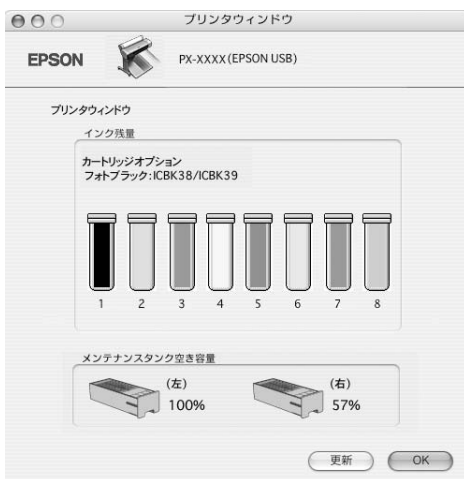 プリンタウィンドウ
EPSON PX-XXXX(EPSON USB)
プリンタウィンドウ
インク残量
カートリッジオプション
フォトブラック:ICBK38/ICBK39
1 2 3 4 5 6 7 8
メンテナンスタンク空き容量
(左) (右)
100% 57%
更新 OK